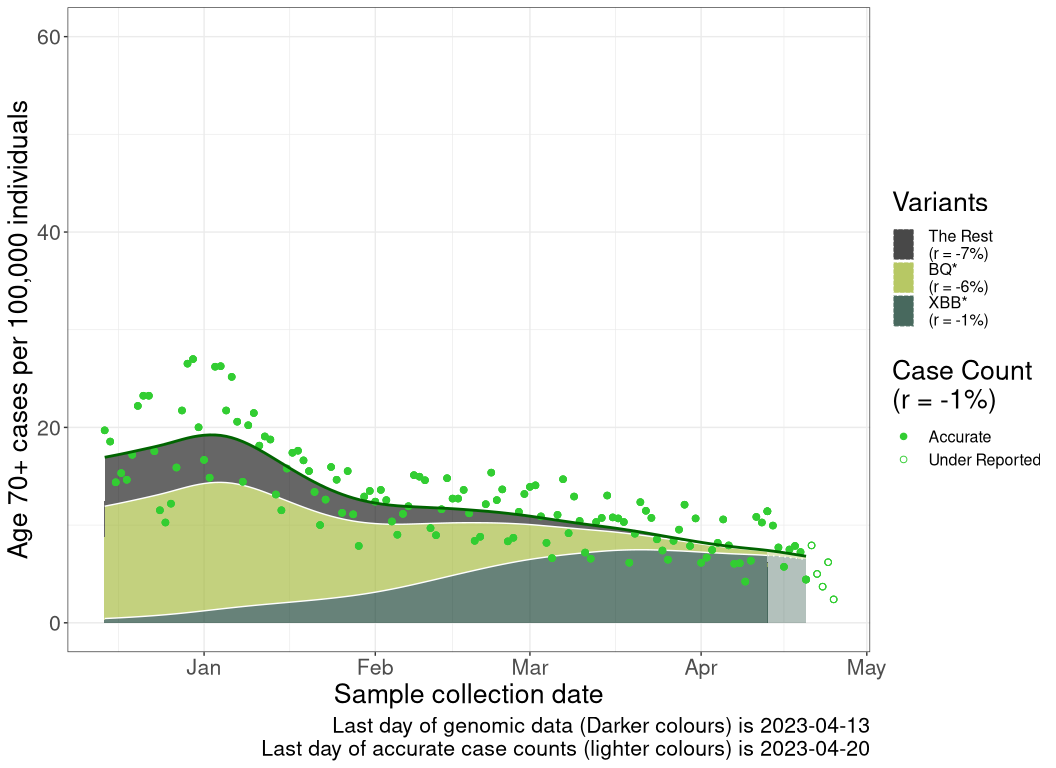 60
40
20
0
Age 70+ cases per 100,000 individuals
Jan
Feb
Mar
Apr
May
Sample collection date
Last day of genomic data (Darker colours) is 2023-04-13
Last day of accurate case counts (lighter colours) is 2023-04-20
Variants
The Rest
(r = -7%)
BQ*
(r = -6%)
XBB*
(r = -1%)
Case Count
(r = -1%)
Accurate
Under Reported